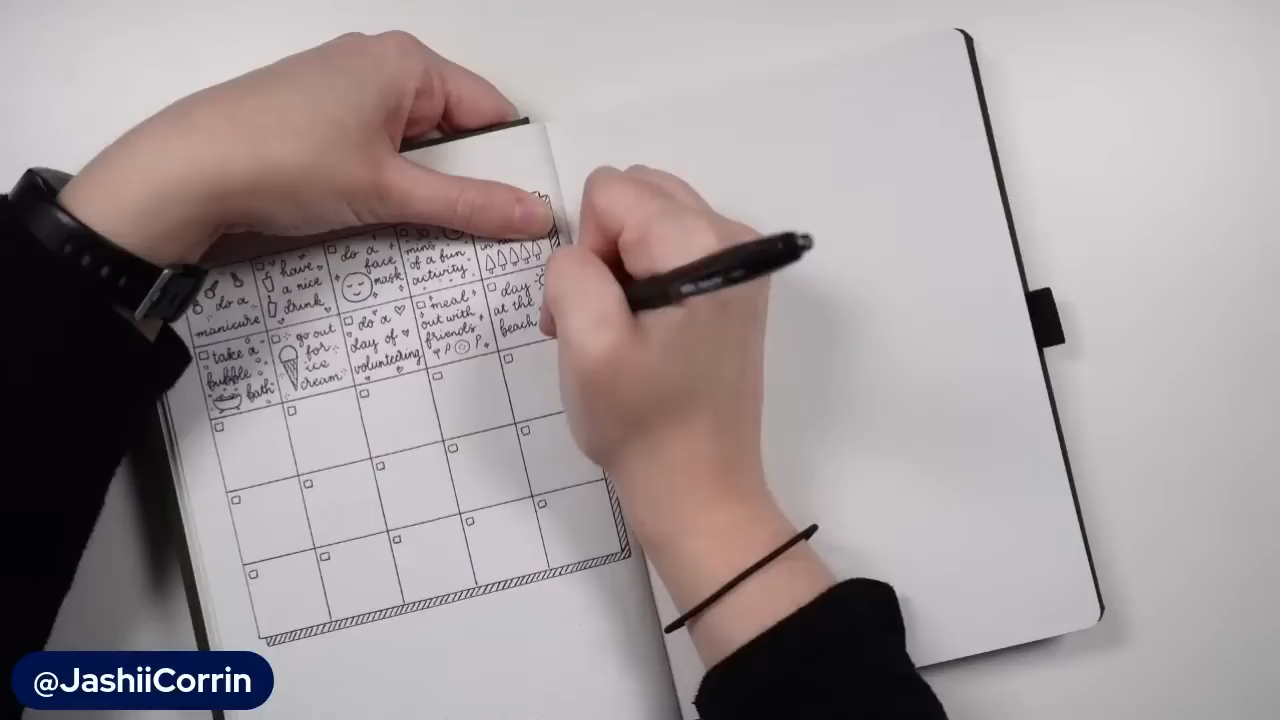 do a
manicure
have
a nice
drink
do a
face
mask
mins
of a fun
activity
in
take a
bubble
bath
go out
for
ice
cream
do a
day of
volunteering
meal
out with
friends
day
at the
beach
@JashiiCorrin